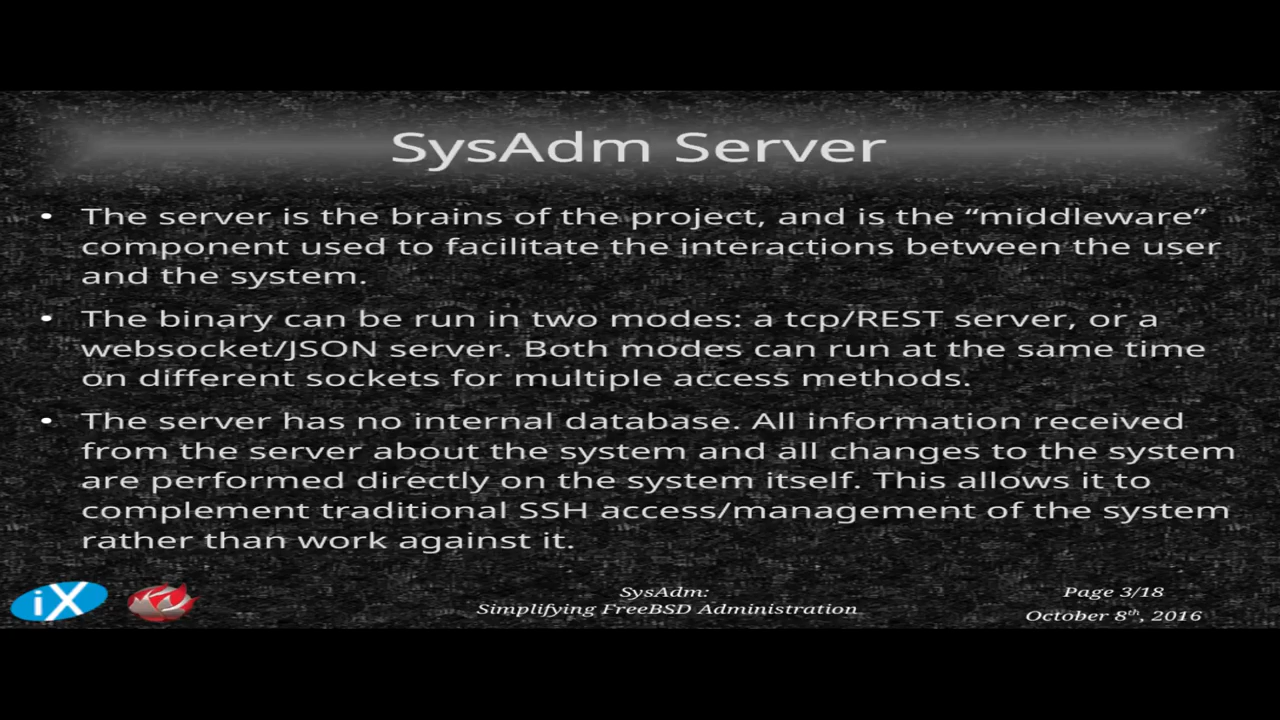 SysAdm Server
• The server is the brains of the project, and is the “middleware”
component used to facilitate the interactions between the user
and the system.
• The binary can be run in two modes: a tcp/REST server, or a
websocket/JSON server. Both modes can run at the same time
on different sockets for multiple access methods.
• The server has no internal database. All information received
from the server about the system and all changes to the system
are performed directly on the system itself. This allows it to
complement traditional SSH access/management of the system
rather than work against it.
iX
SysAdm:
Simplifying FreeBSD Administration
Page 3/18
October 8th, 2016